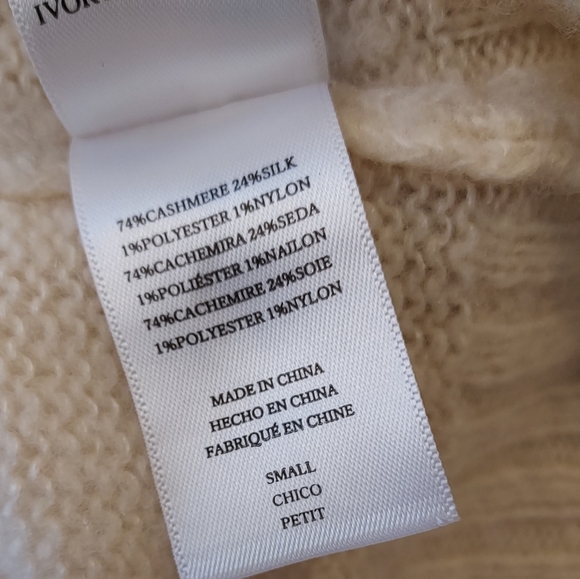 74%CASHMERE 24%SILK
1%POLYESTER 1%NYLON
74%CACHEMIRA 24%SEDA
1%POLIÉSTER 1%NAILON
74%CACHEMIRE 24%SOIE
1%POLYESTER 1%NYLON
MADE IN CHINA
HECHO EN CHINA
FABRIQUÉ EN CHINE
SMALL
CHICO
PETIT